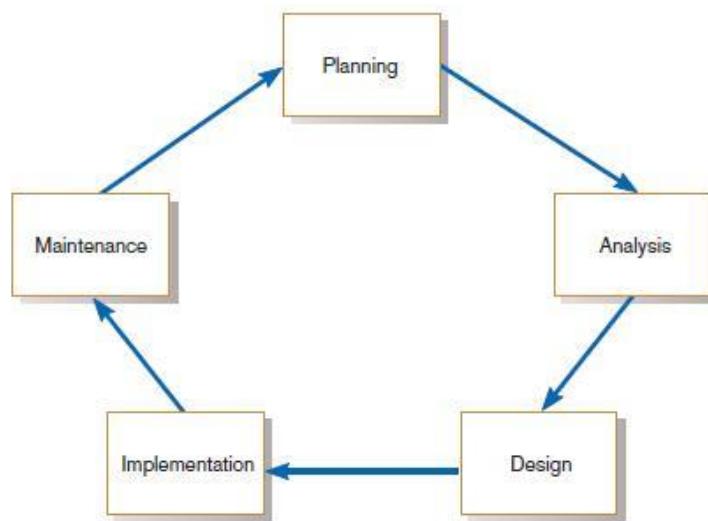 Planning
Analysis
Design
Implementation
Maintenance